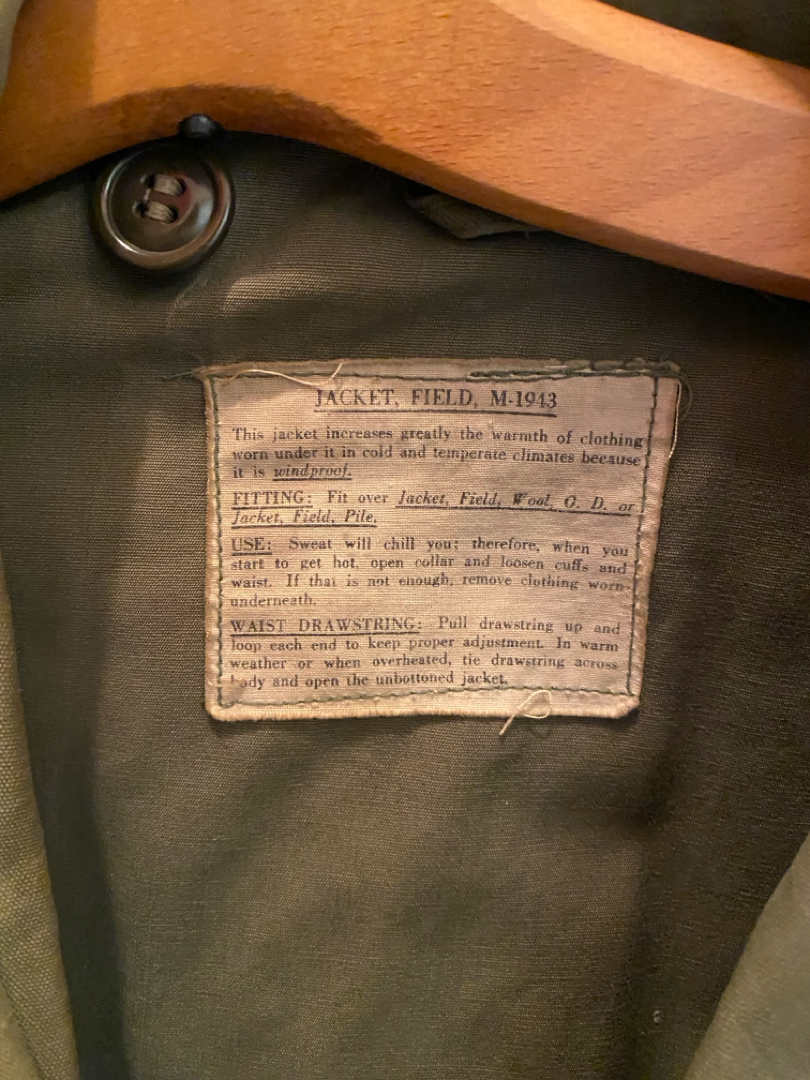 JACKET, FIELD, M-1943
This jacket increases greatly the warmth of clothing
worn under it in cold and temperate climates because
it is windproof.
FITTING: Fit over Jacket, Field, Wool, O. D. or
Jacket, Field, Pile.
USE: Sweat will chill you; therefore, when you
start to get hot, open collar and loosen cuffs and
waist. If that is not enough, remove clothing worn
underneath.
WAIST DRAWSTRING: Pull drawstring up and
loop each end to keep proper adjustment. In warm
weather or when overheated, tie drawstring across
body and open the unbottoned jacket.